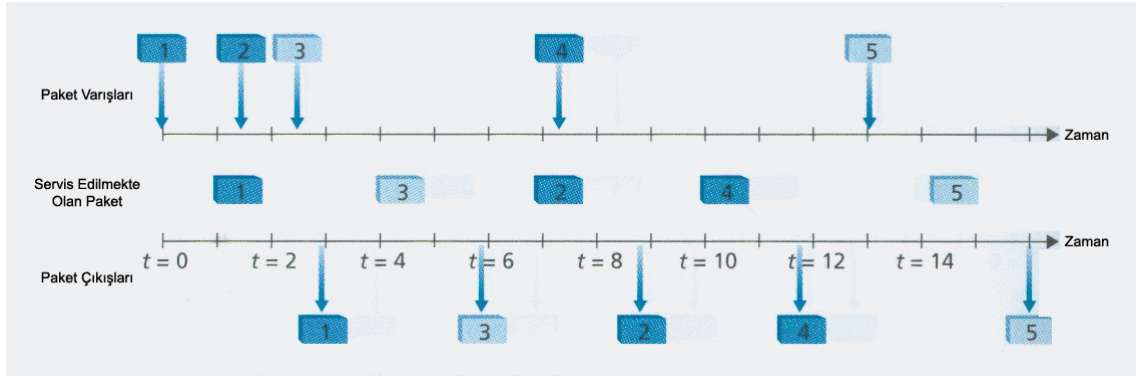 1 2 3 4 5
Paket Varışları
Zaman
Servis Edilmekte
Olan Paket
1 3 2 4 5
Zaman
t = 0 t = 2 t = 4 t = 6 t = 8 t = 10 t = 12 t = 14
Paket Çıkışları
1 3 2 4 5